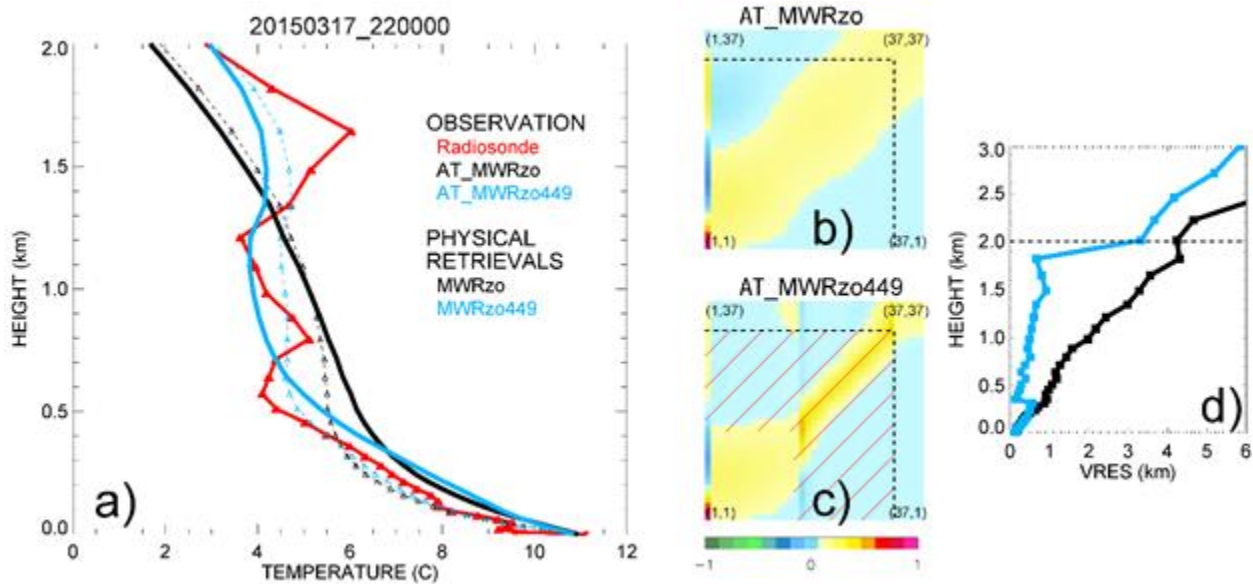 20150317_220000
2.0
1.5
1.0
0.5
0.0
HEIGHT (km)
0 2 4 6 8 10 12
TEMPERATURE (C)
OBSERVATION
Radiosonde
AT_MWRzo
AT_MWRzo449
PHYSICAL
RETRIEVALS
MWRzo
MWRzo449
a)
AT_MWRzo
(1,37) (37,37)
b)
(1,1) (37,1)
AT_MWRzo449
(1,37) (37,37)
c)
(1,1) (37,1)
-1 0 1
3.0
2.5
2.0
1.5
1.0
0.5
0.0
HEIGHT (km)
d)
0 1 2 3 4 5 6
VRES (km)